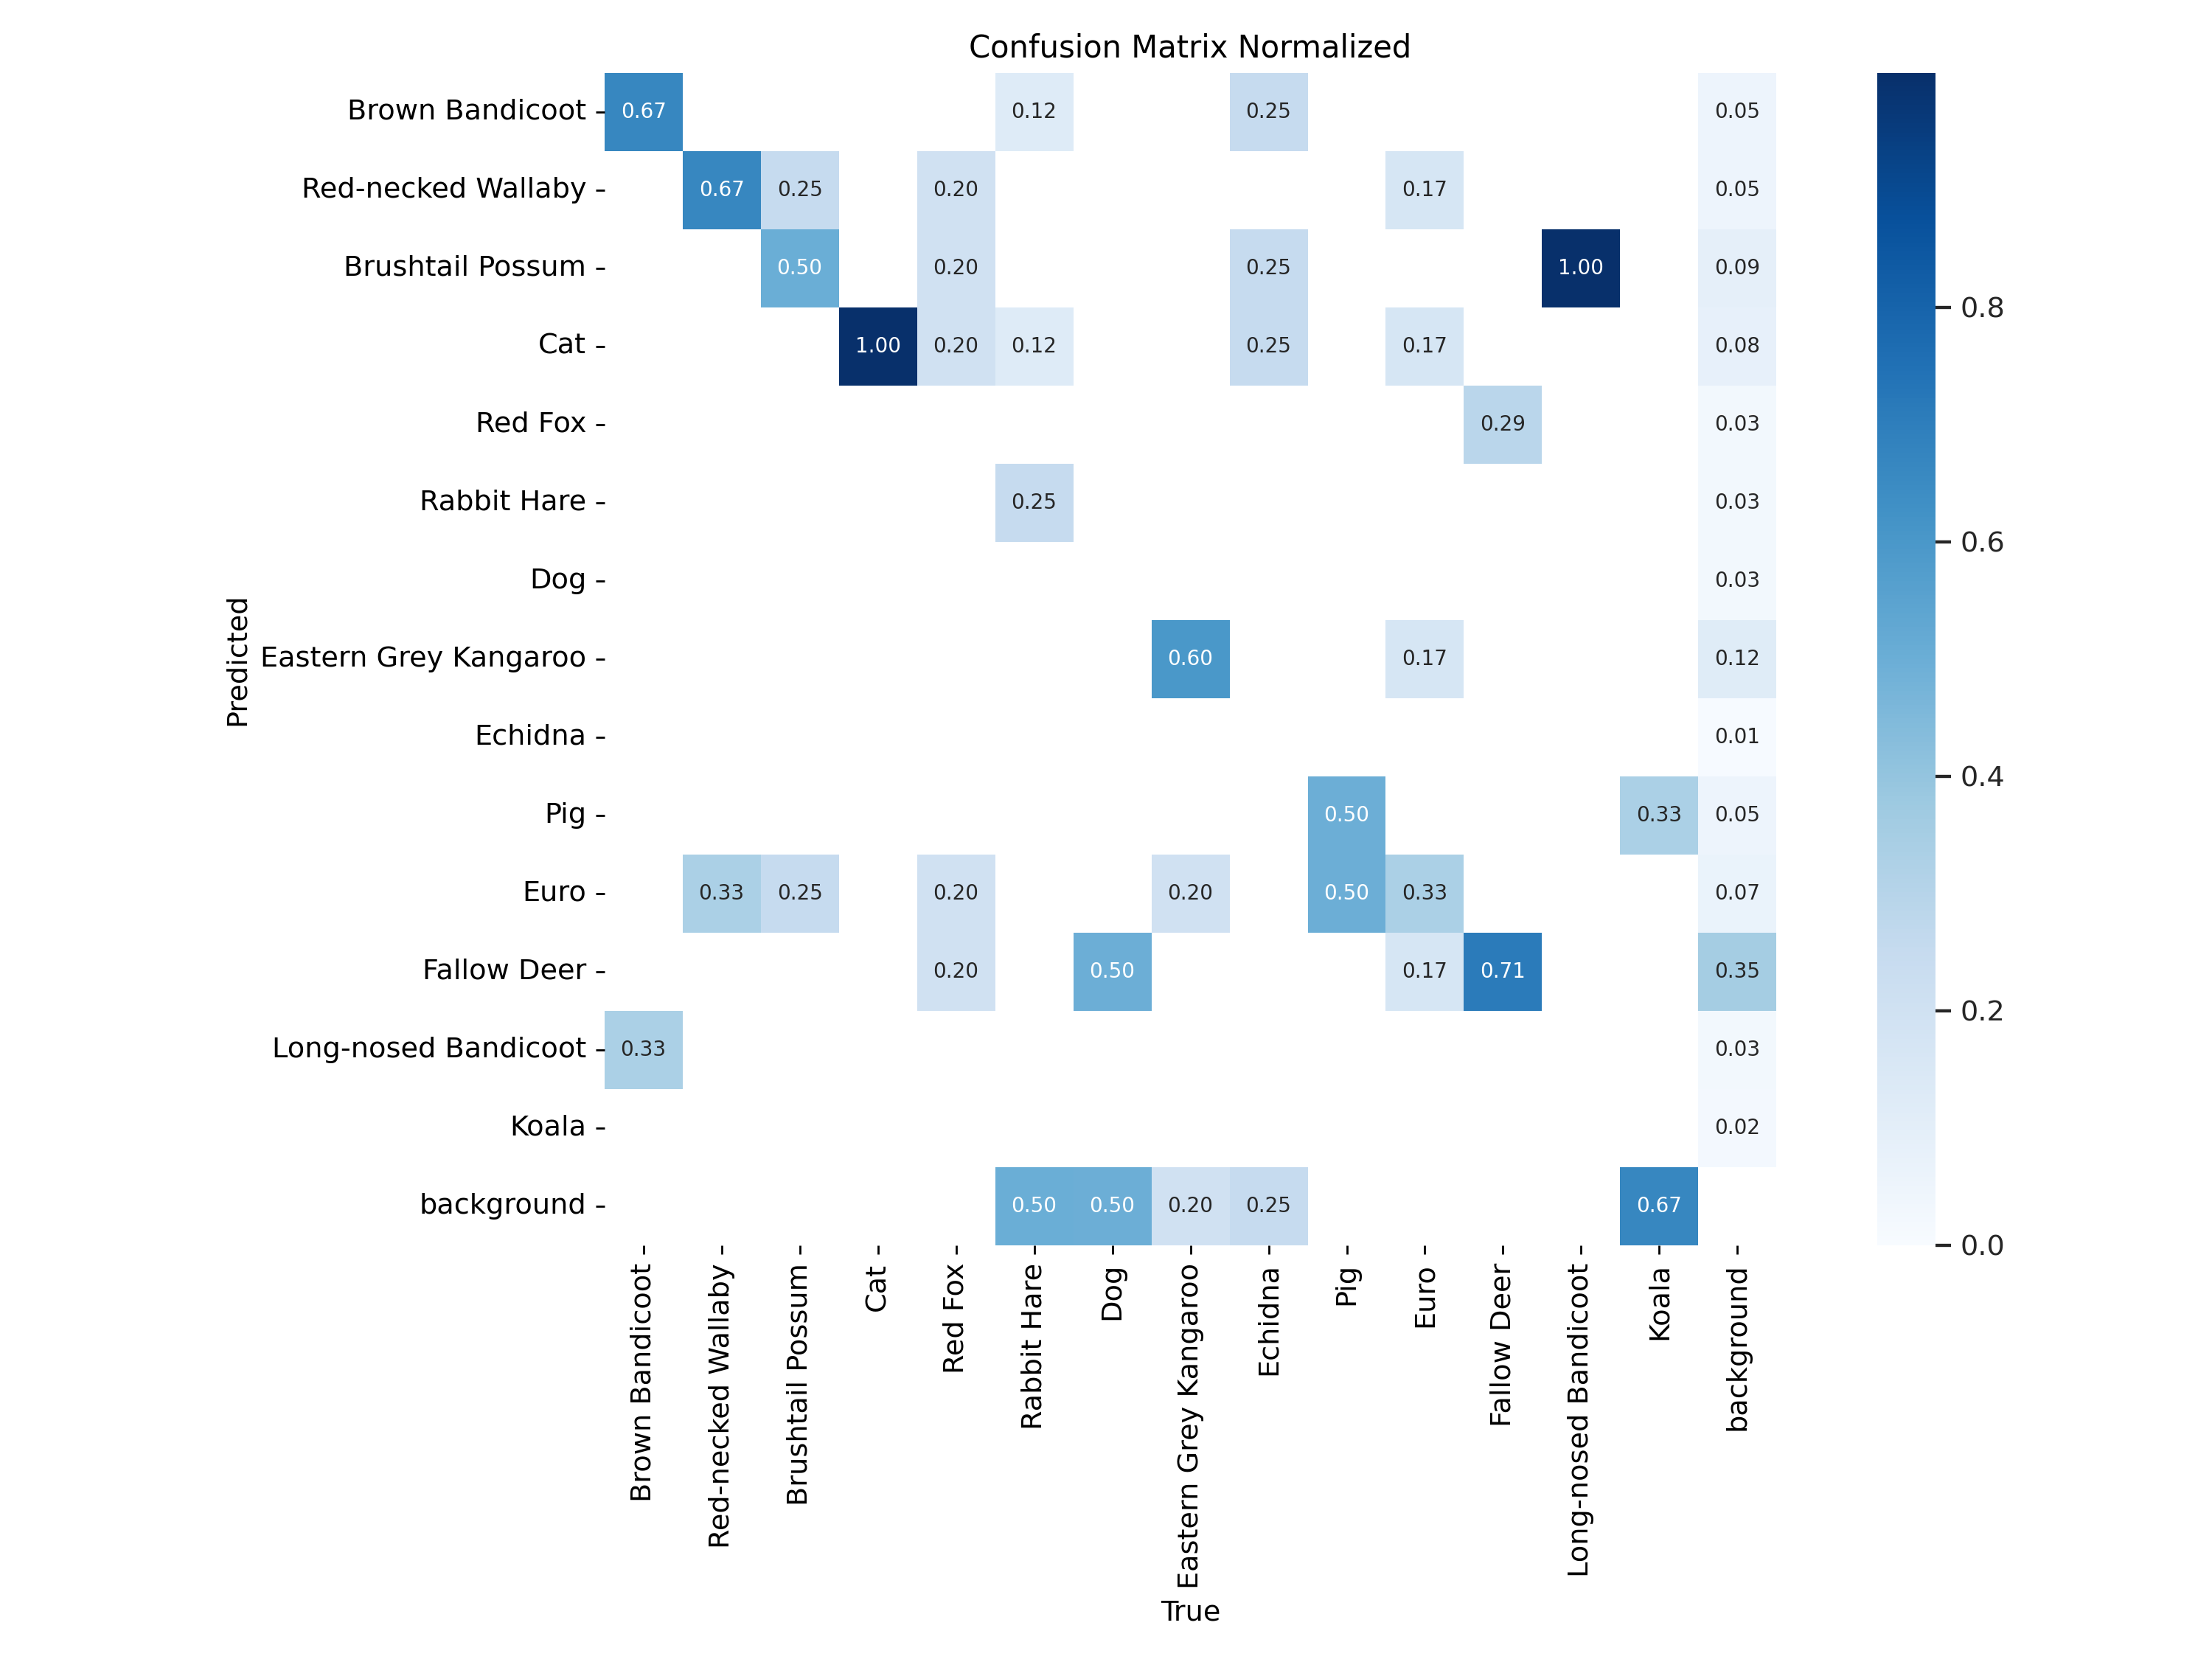 Confusion Matrix Normalized
Brown Bandicoot 0.67 0.12 0.25 0.05
Red-necked Wallaby 0.67 0.25 0.20 0.17 0.05
Brushtail Possum 0.50 0.20 0.25 1.00 0.09
0.8
Cat 1.00 0.20 0.12 0.25 0.17 0.08
Red Fox 0.29 0.03
Rabbit Hare 0.25 0.03
0.6
Dog 0.03
Predicted
Eastern Grey Kangaroo 0.60 0.17 0.12
Echidna 0.01
0.4
Pig 0.50 0.33 0.05
Euro 0.33 0.25 0.20 0.20 0.50 0.33 0.07
Fallow Deer 0.20 0.50 0.17 0.71 0.35
0.2
Long-nosed Bandicoot 0.33 0.03
Koala 0.02
background 0.50 0.50 0.20 0.25 0.67
0.0
Brown Bandicoot
Red-necked Wallaby
Brushtail Possum
Cat
Red Fox
Rabbit Hare
Dog
Eastern Grey Kangaroo
Echidna
Pig
Euro
Fallow Deer
Long-nosed Bandicoot
Koala
background
True